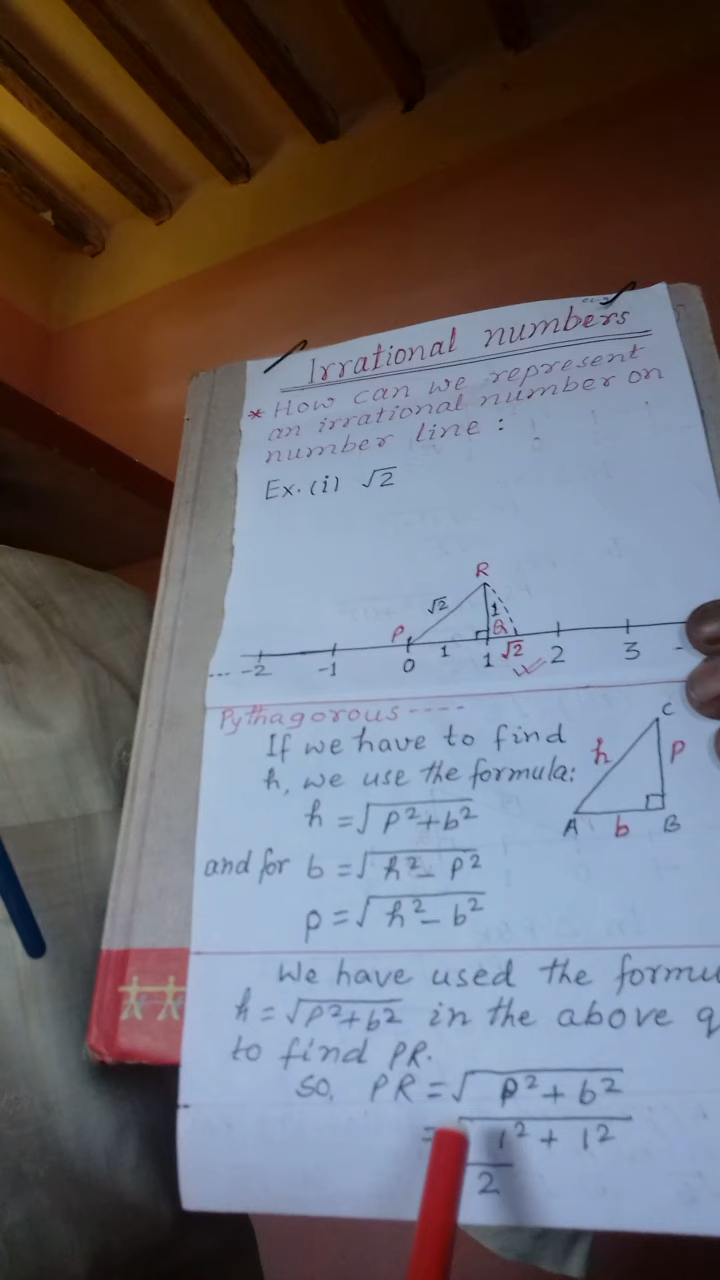 Irrational numbers
* How can we represent
an irrational number on
number line :
Ex. (i) √2
R
√2
1
P
Q
... -2 -1 0 1 1 √2 2 3 -
Pythagorous ----
If we have to find
h, we use the formula:
h = √p²+b²
and for b = √h²- p²
p = √h²- b²
C
h
p
A b B
We have used the formu
h = √p²+b² in the above q
to find PR.
So, PR = √p²+b²
= 1² + 1²
2